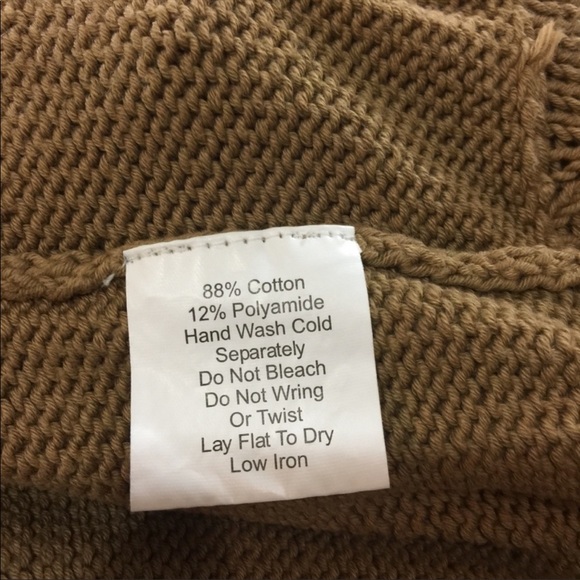 88% Cotton
12% Polyamide
Hand Wash Cold
Separately
Do Not Bleach
Do Not Wring
Or Twist
Lay Flat To Dry
Low Iron